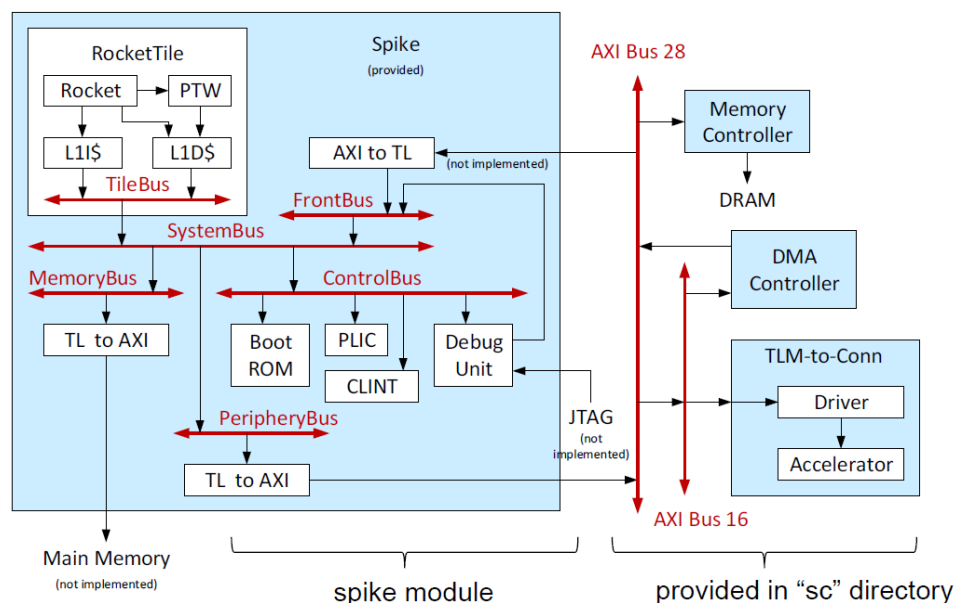 Spike
(provided)
RocketTile
Rocket
PTW
L1I$
L1D$
TileBus
AXI to TL
(not implemented)
FrontBus
SystemBus
MemoryBus
ControlBus
TL to AXI
Boot
ROM
PLIC
CLINT
Debug
Unit
PeripheryBus
TL to AXI
JTAG
(not
implemented)
Main Memory
(not implemented)
spike module
AXI Bus 28
Memory
Controller
DRAM
DMA
Controller
TLM-to-Conn
Driver
Accelerator
AXI Bus 16
provided in “sc” directory